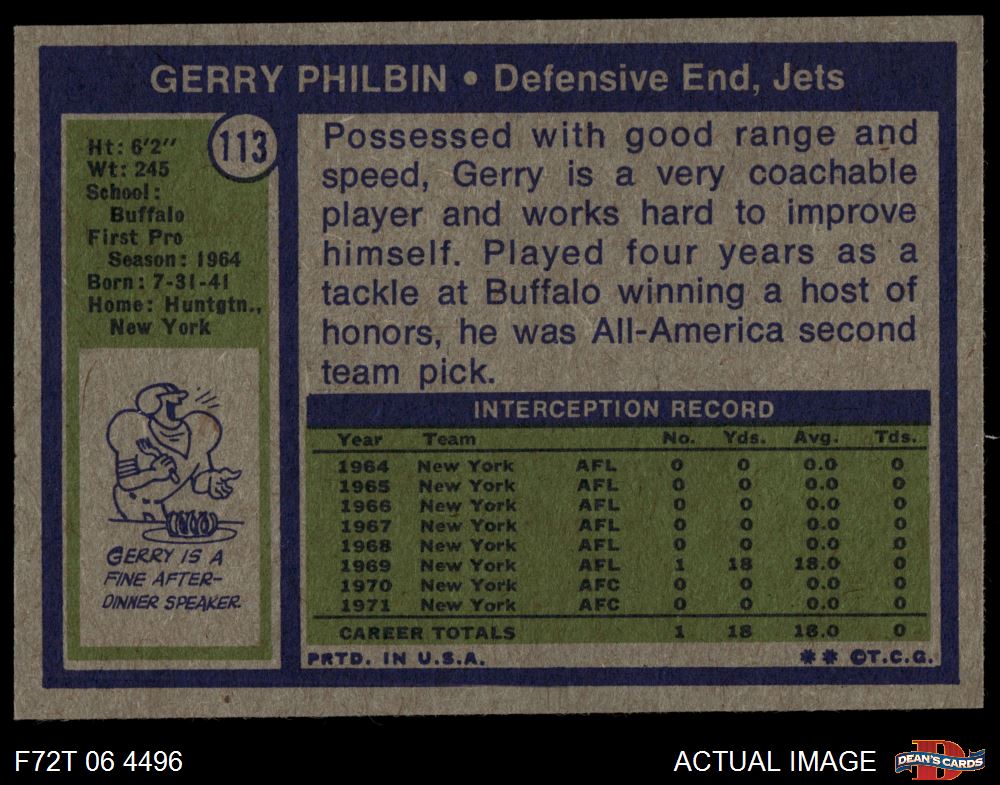 GERRY PHILBIN • Defensive End, Jets
113
Ht: 6'2"
Wt: 245
School:
Buffalo
First Pro
Season: 1964
Born: 7-31-41
Home: Huntgtn.,
New York
GERRY IS A
FINE AFTER-
DINNER SPEAKER.
Possessed with good range and
speed, Gerry is a very coachable
player and works hard to improve
himself. Played four years as a
tackle at Buffalo winning a host of
honors, he was All-America second
team pick.
INTERCEPTION RECORD
Year Team No. Yds. Avg. Tds.
1964 New York AFL 0 0 0.0 0
1965 New York AFL 0 0 0.0 0
1966 New York AFL 0 0 0.0 0
1967 New York AFL 0 0 0.0 0
1968 New York AFL 0 0 0.0 0
1969 New York AFL 1 18 18.0 0
1970 New York AFC 0 0 0.0 0
1971 New York AFC 0 0 0.0 0
CAREER TOTALS 1 18 18.0 0
PRTD. IN U.S.A. ** ©T.C.G.
F72T 06 4496
ACTUAL IMAGE
D
DEAN'S CARDS